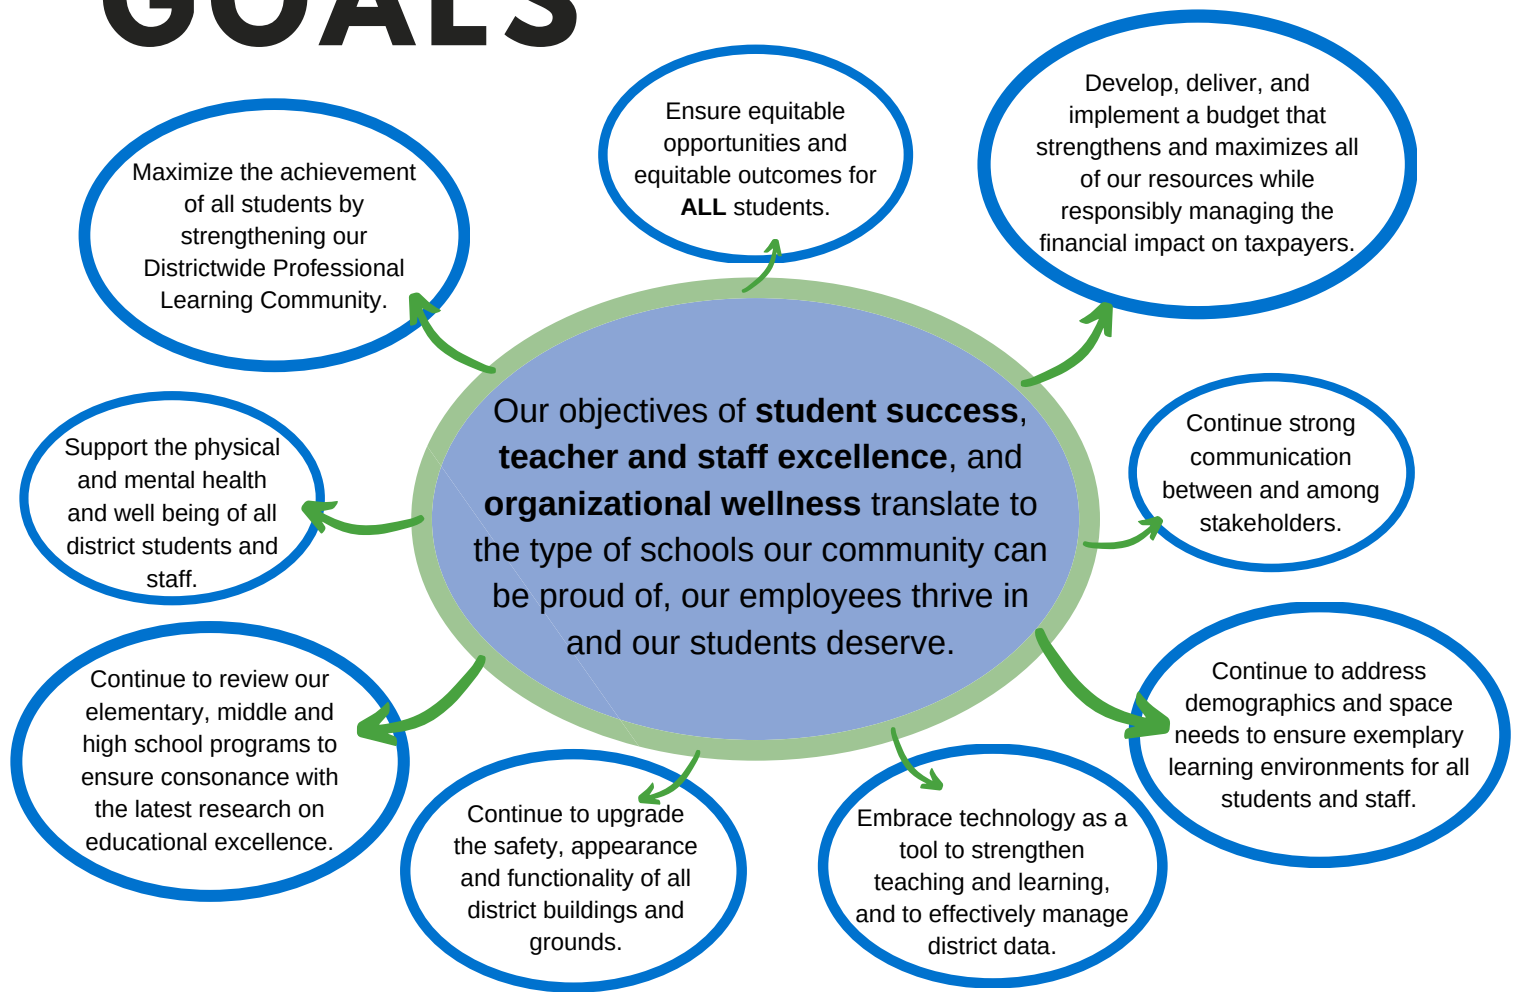 GOALS
Maximize the achievement
of all students by
strengthening our
Districtwide Professional
Learning Community.
Ensure equitable
opportunities and
equitable outcomes for
ALL students.
Develop, deliver, and
implement a budget that
strengthens and maximizes all
of our resources while
responsibly managing the
financial impact on taxpayers.
Support the physical
and mental health
and well being of all
district students and
staff.
Our objectives of student success,
teacher and staff excellence, and
organizational wellness translate to
the type of schools our community can
be proud of, our employees thrive in
and our students deserve.
Continue strong
communication
between and among
stakeholders.
Continue to review our
elementary, middle and
high school programs to
ensure consonance with
the latest research on
educational excellence.
Continue to upgrade
the safety, appearance
and functionality of all
district buildings and
grounds.
Embrace technology as a
tool to strengthen
teaching and learning,
and to effectively manage
district data.
Continue to address
demographics and space
needs to ensure exemplary
learning environments for all
students and staff.